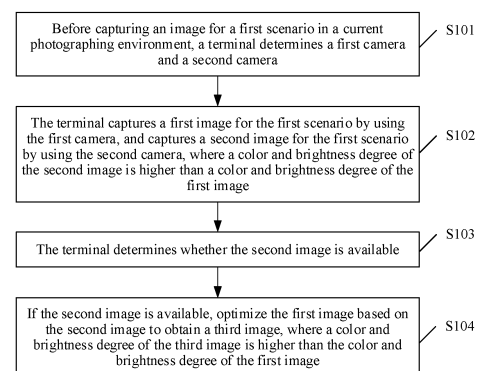 Before capturing an image for a first scenario in a current
photographing environment, a terminal determines a first camera
and a second camera
S101
The terminal captures a first image for the first scenario by using
the first camera, and captures a second image for the first scenario
by using the second camera, where a color and brightness degree of
the second image is higher than a color and brightness degree of the
first image
S102
The terminal determines whether the second image is available
S103
If the second image is available, optimize the first image based on
the second image to obtain a third image, where a color and
brightness degree of the third image is higher than the color and
brightness degree of the first image
S104